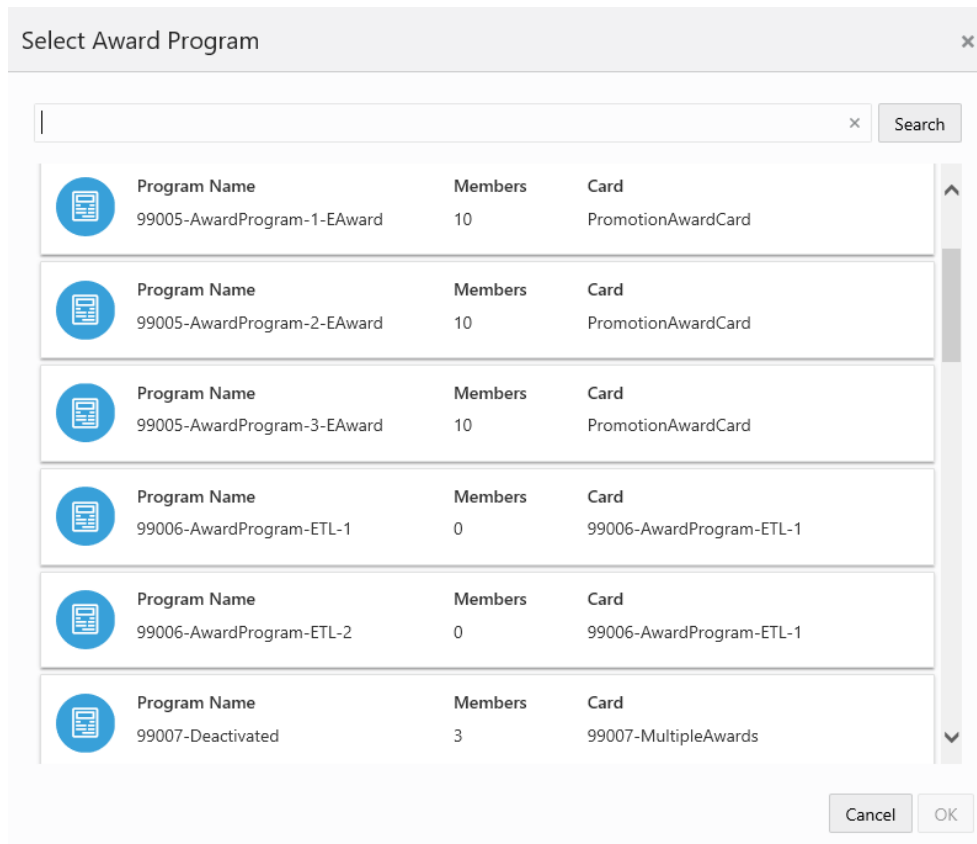 Select Award Program
Search
Program Name Members Card
99005-AwardProgram-1-EAward 10 PromotionAwardCard
Program Name Members Card
99005-AwardProgram-2-EAward 10 PromotionAwardCard
Program Name Members Card
99005-AwardProgram-3-EAward 10 PromotionAwardCard
Program Name Members Card
99006-AwardProgram-ETL-1 0 99006-AwardProgram-ETL-1
Program Name Members Card
99006-AwardProgram-ETL-2 0 99006-AwardProgram-ETL-1
Program Name Members Card
99007-Deactivated 3 99007-MultipleAwards
Cancel OK